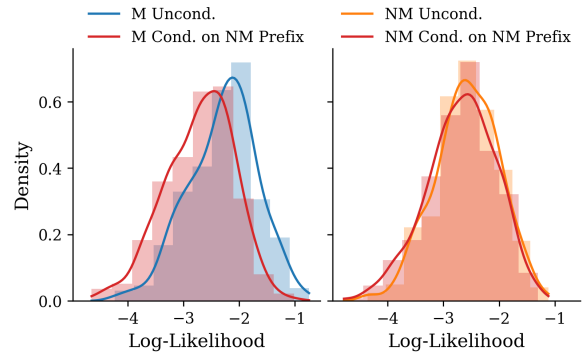 M Uncond.
M Cond. on NM Prefix
NM Uncond.
NM Cond. on NM Prefix
Density
0.6
0.4
0.2
0.0
−4
−3
−2
−1
−4
−3
−2
−1
Log-Likelihood
Log-Likelihood